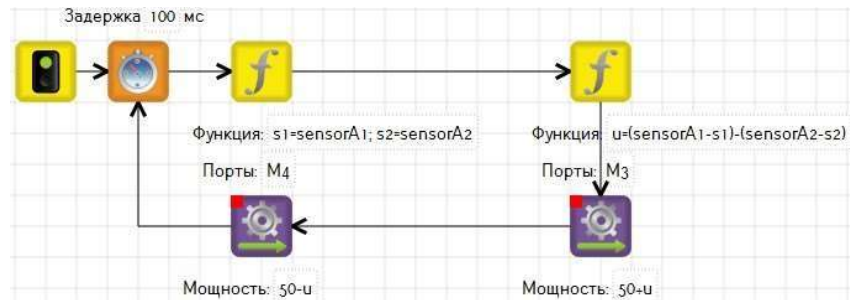 Задержка 100 мс
Функция: s1=sensorA1; s2=sensorA2
Функция: u=(sensorA1-s1)-(sensorA2-s2)
Порты: M4
Порты: M3
Мощность: 50-u
Мощность: 50+u